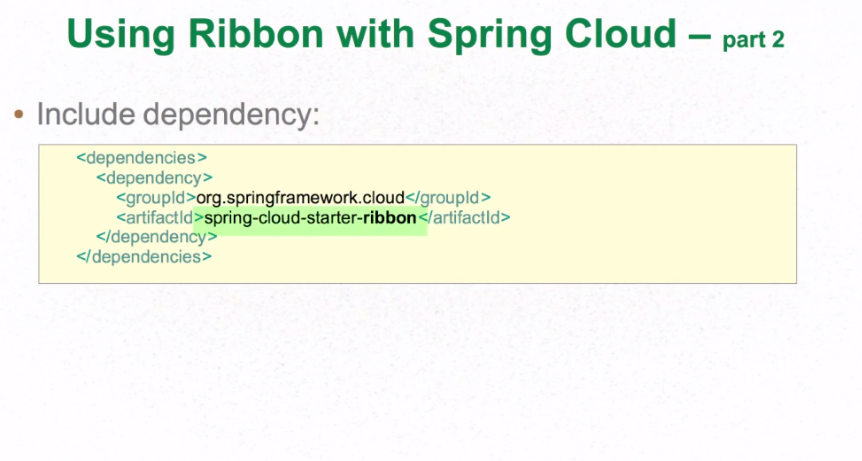 Using Ribbon with Spring Cloud – part 2
• Include dependency:
<dependencies>
<dependency>
<groupId>org.springframework.cloud</groupId>
<artifactId>spring-cloud-starter-ribbon</artifactId>
</dependency>
</dependencies>